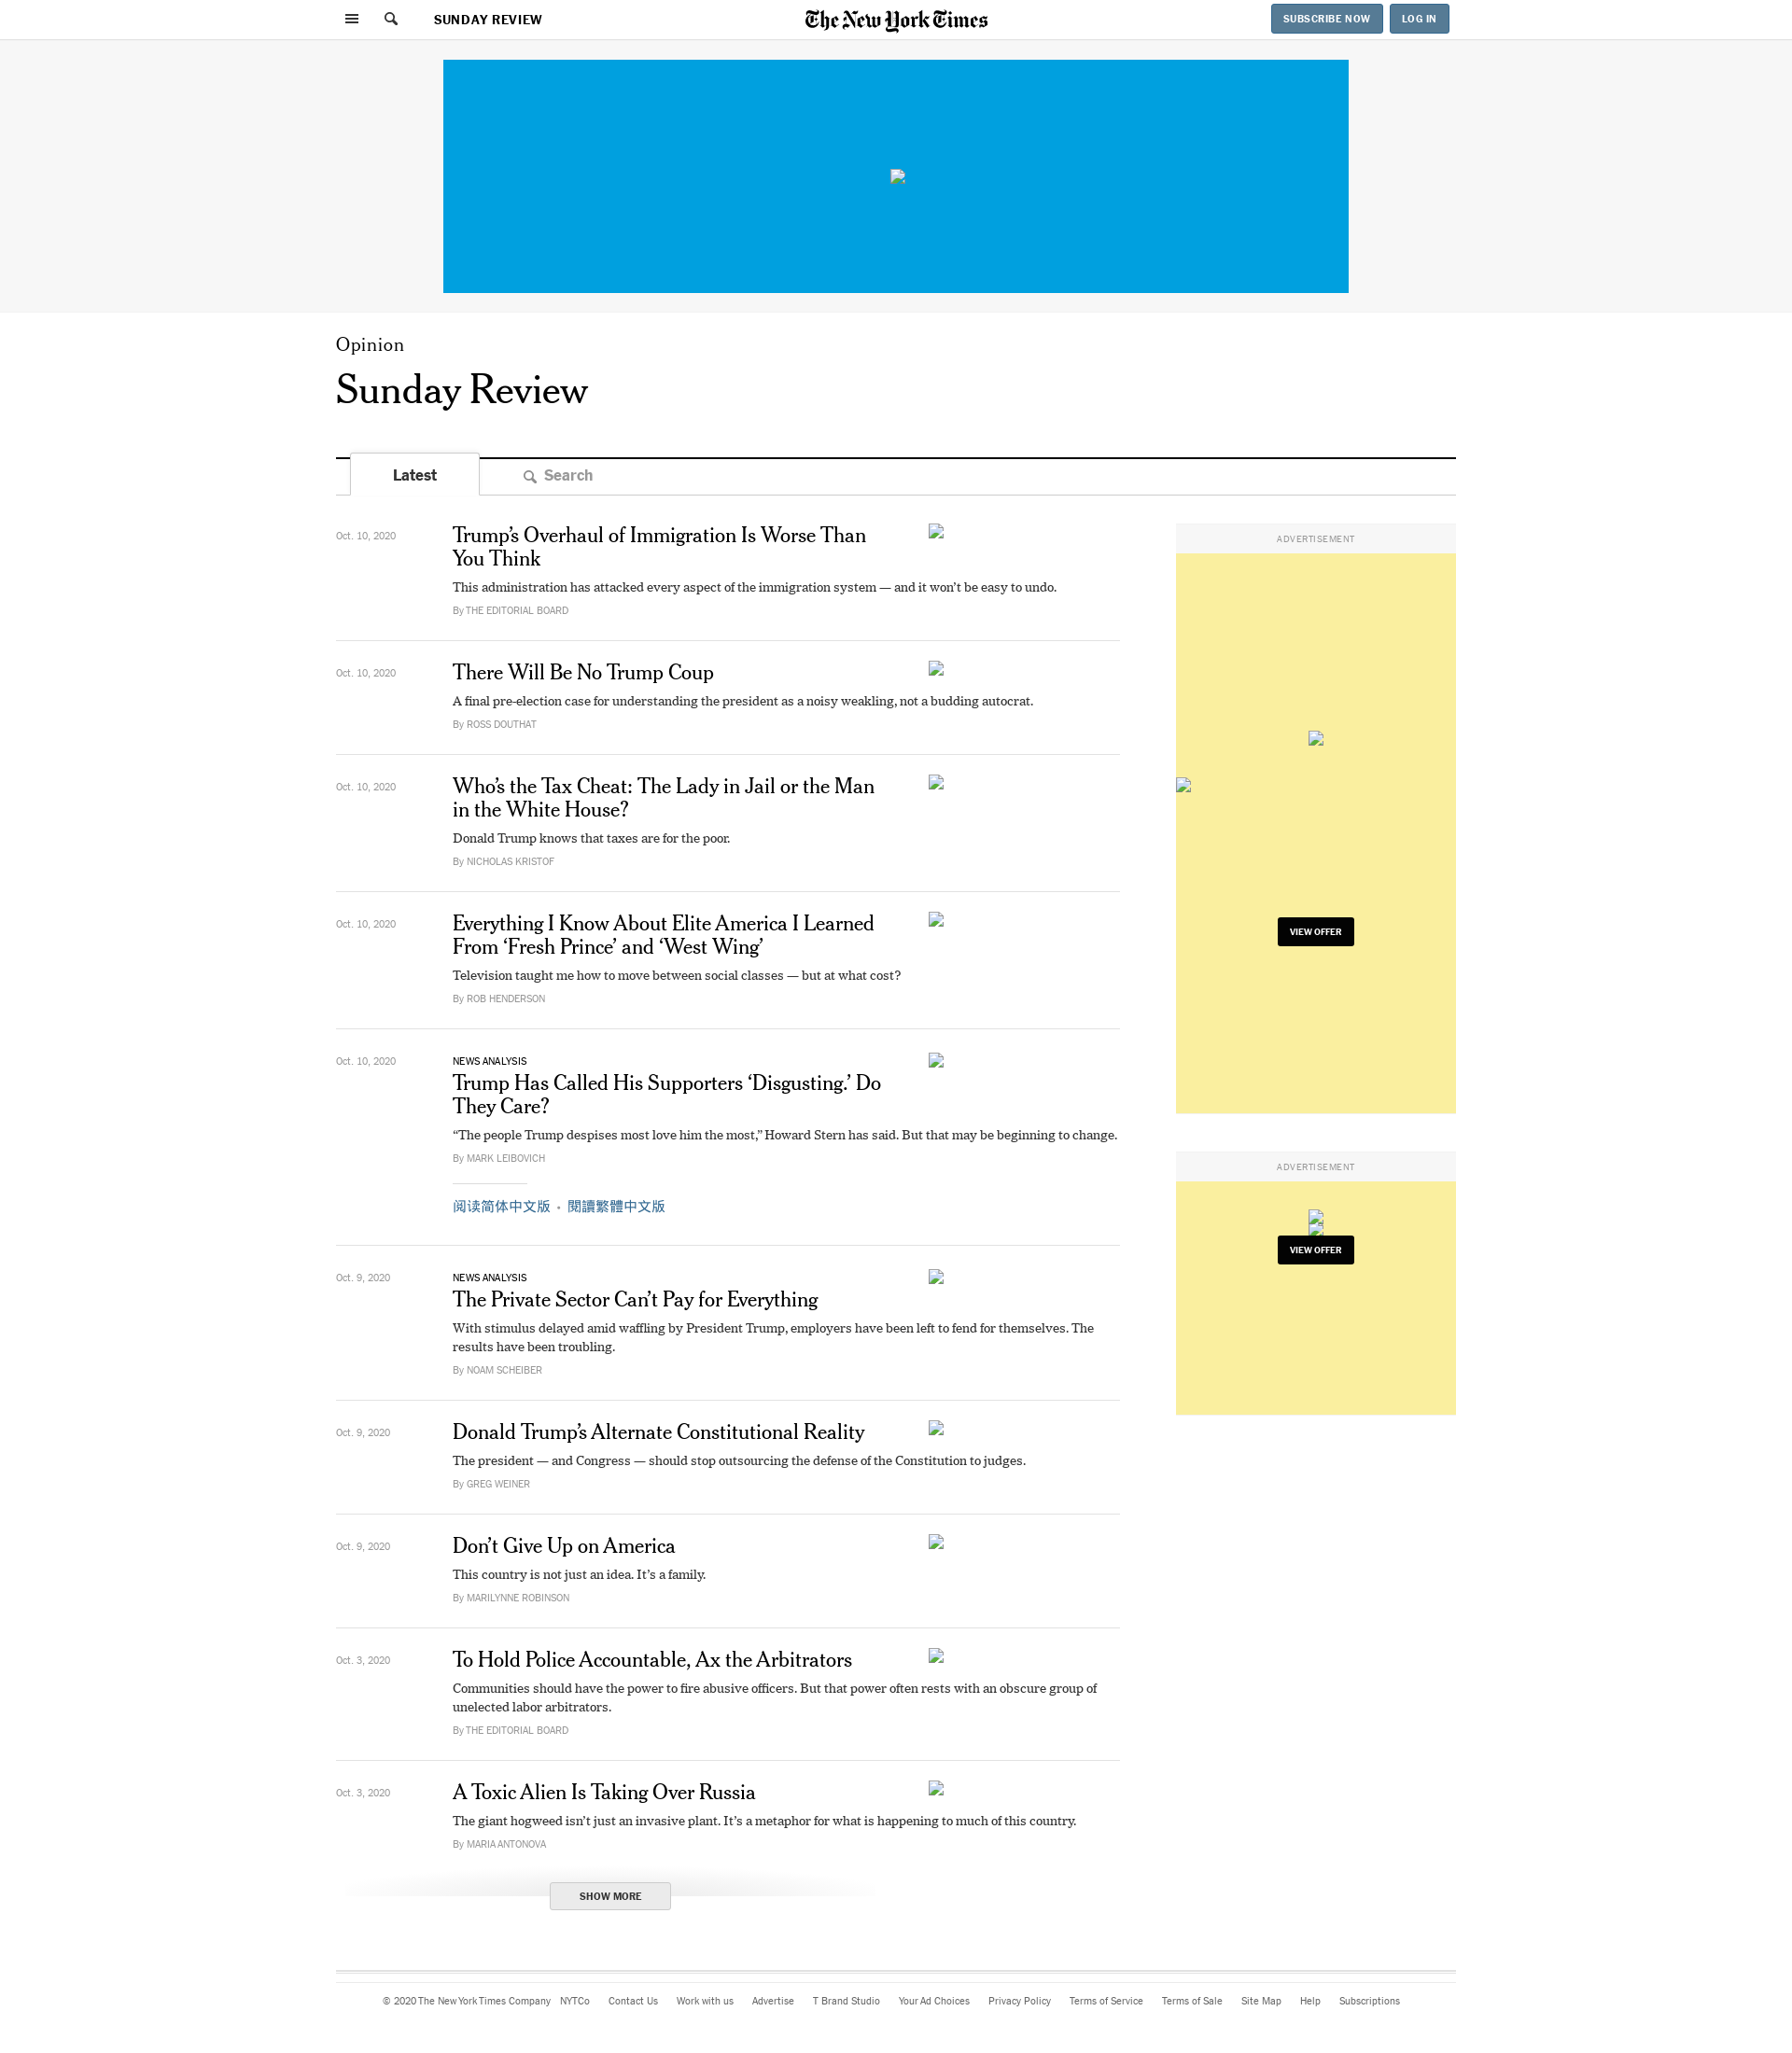 SUNDAY REVIEW
The New York Times
SUBSCRIBE NOW
LOG IN
Opinion
Sunday Review
Latest
Search
Oct. 10, 2020
Trump’s Overhaul of Immigration Is Worse Than
You Think
This administration has attacked every aspect of the immigration system — and it won’t be easy to undo.
By THE EDITORIAL BOARD
Oct. 10, 2020
There Will Be No Trump Coup
A final pre-election case for understanding the president as a noisy weakling, not a budding autocrat.
By ROSS DOUTHAT
Oct. 10, 2020
Who’s the Tax Cheat: The Lady in Jail or the Man
in the White House?
Donald Trump knows that taxes are for the poor.
By NICHOLAS KRISTOF
Oct. 10, 2020
Everything I Know About Elite America I Learned
From ‘Fresh Prince’ and ‘West Wing’
Television taught me how to move between social classes — but at what cost?
By ROB HENDERSON
Oct. 10, 2020
NEWS ANALYSIS
Trump Has Called His Supporters ‘Disgusting.’ Do
They Care?
“The people Trump despises most love him the most,” Howard Stern has said. But that may be beginning to change.
By MARK LEIBOVICH
阅读简体中文版 • 閱讀繁體中文版
Oct. 9, 2020
NEWS ANALYSIS
The Private Sector Can’t Pay for Everything
With stimulus delayed amid waffling by President Trump, employers have been left to fend for themselves. The
results have been troubling.
By NOAM SCHEIBER
Oct. 9, 2020
Donald Trump’s Alternate Constitutional Reality
The president — and Congress — should stop outsourcing the defense of the Constitution to judges.
By GREG WEINER
Oct. 9, 2020
Don’t Give Up on America
This country is not just an idea. It’s a family.
By MARILYNNE ROBINSON
Oct. 3, 2020
To Hold Police Accountable, Ax the Arbitrators
Communities should have the power to fire abusive officers. But that power often rests with an obscure group of
unelected labor arbitrators.
By THE EDITORIAL BOARD
Oct. 3, 2020
A Toxic Alien Is Taking Over Russia
The giant hogweed isn’t just an invasive plant. It’s a metaphor for what is happening to much of this country.
By MARIA ANTONOVA
SHOW MORE
ADVERTISEMENT
VIEW OFFER
ADVERTISEMENT
VIEW OFFER
© 2020 The New York Times Company NYTCo Contact Us Work with us Advertise T Brand Studio Your Ad Choices Privacy Policy Terms of Service Terms of Sale Site Map Help Subscriptions